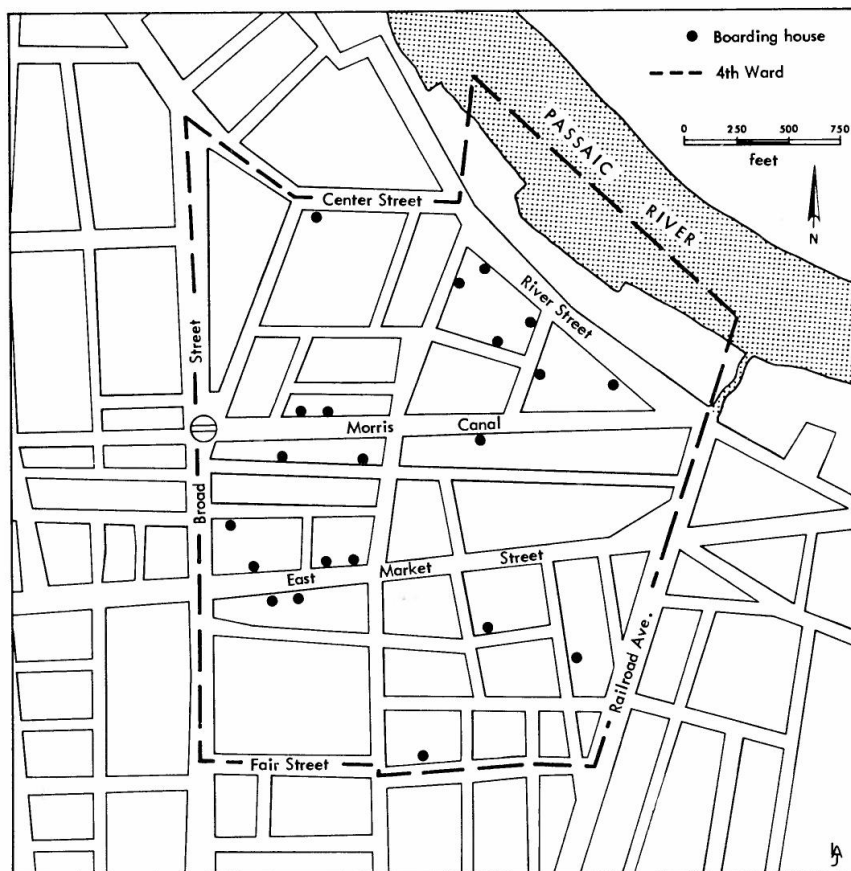 Boarding house
4th Ward
0 250 500 750
feet
N
PASSAIC RIVER
Center Street
River Street
Broad Street
Morris Canal
East Market Street
Railroad Ave.
Fair Street